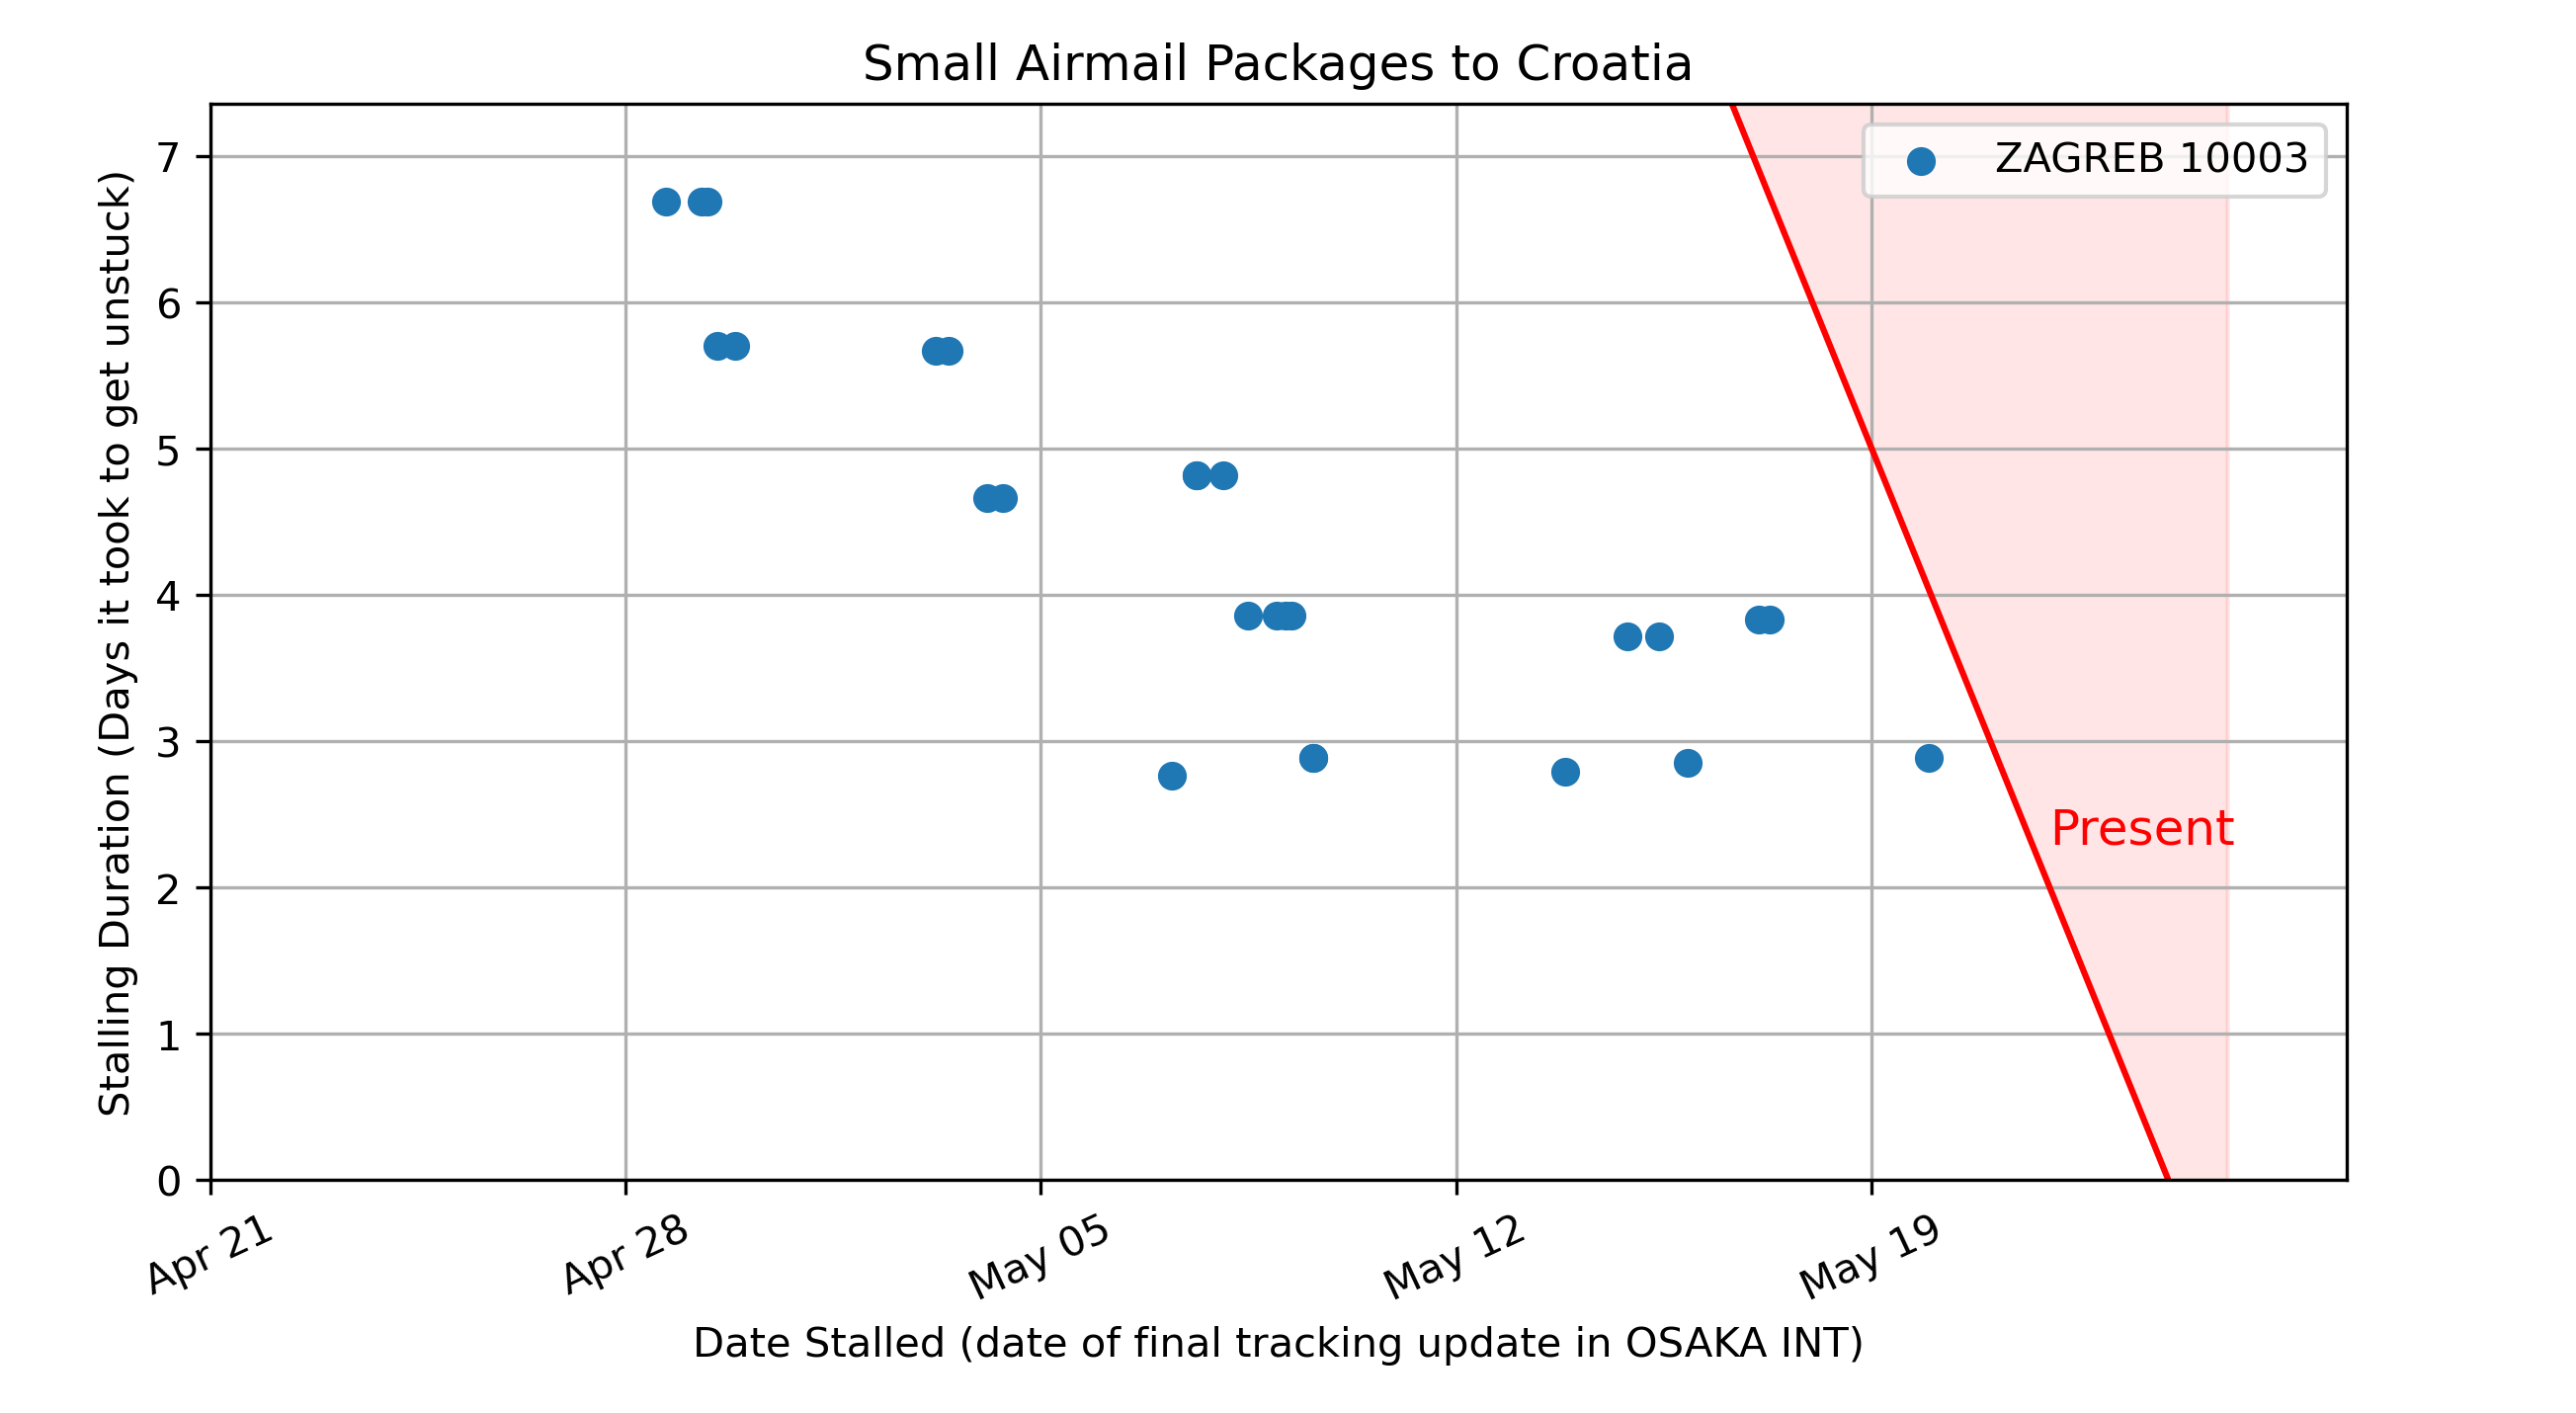 Small Airmail Packages to Croatia
ZAGREB 10003
Stalling Duration (Days it took to get unstuck)
7
6
5
4
3
2
1
0
Present
Apr 21
Apr 28
May 05
May 12
May 19
Date Stalled (date of final tracking update in OSAKA INT)